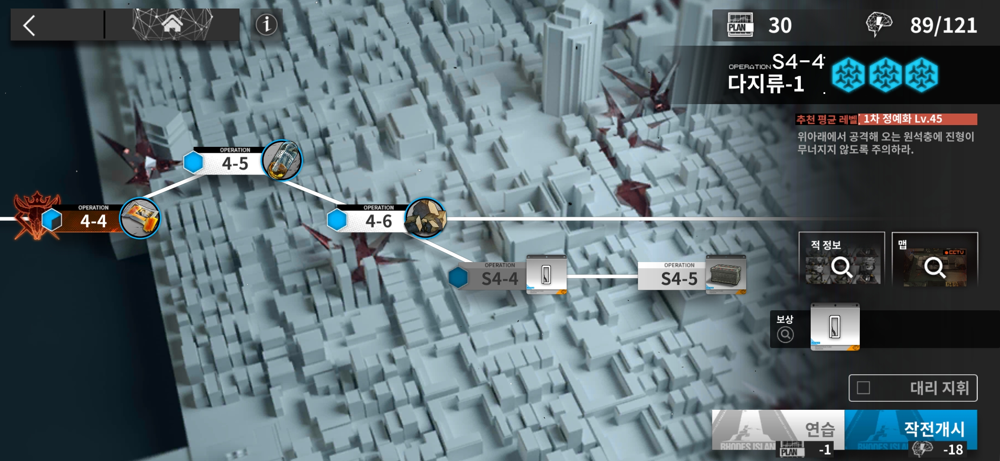 PLAN 30
89/121
OPERATION S4-4
다지류-1
추천 평균 레벨 1차 정예화 Lv.45
위아래에서 공격해 오는 원석충에 진형이
무너지지 않도록 주의하라.
OPERATION
4-5
OPERATION
4-4
OPERATION
4-6
OPERATION
S4-4
OPERATION
S4-5
적 정보
맵
CCTV
보상
대리 지휘
연습
RHODES ISLAN
PLAN -1
작전개시
RHODES ISLA
-18